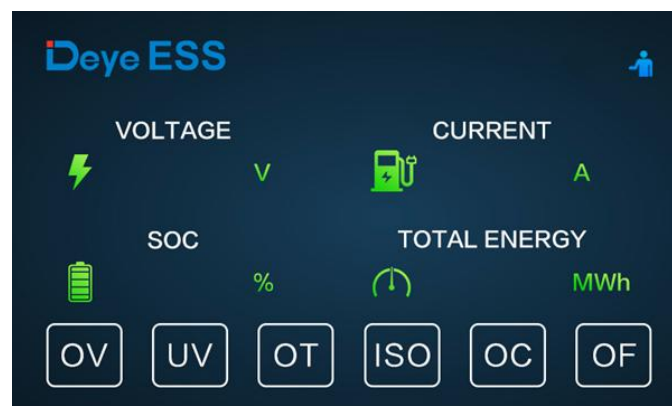 Deye ESS
VOLTAGE CURRENT
V A
SOC TOTAL ENERGY
% MWh
OV UV OT ISO OC OF